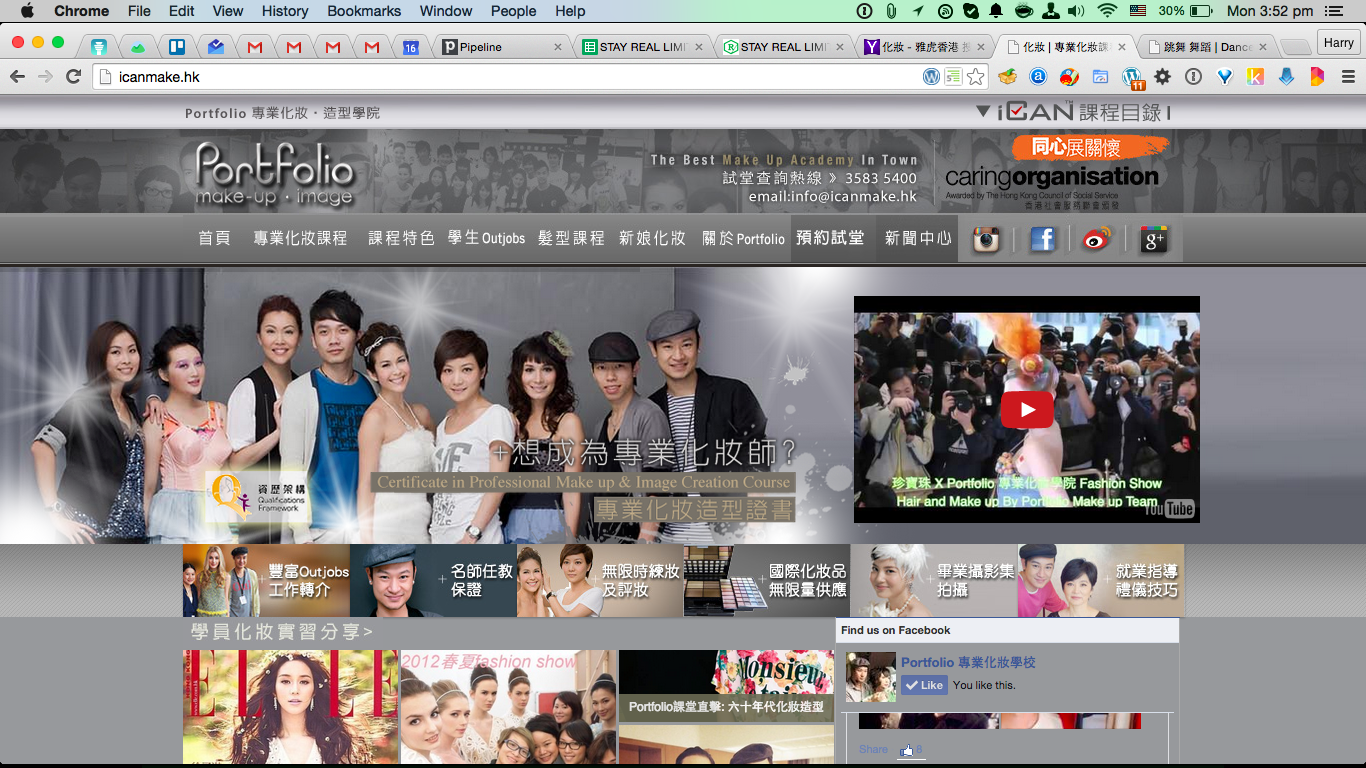 Chrome File Edit View History Bookmarks Window People Help
30% Mon 3:52 pm
16
Pipeline
STAY REAL LIM
STAY REAL LIM
化妝 - 雅虎香港
化妝 | 專業化妝課
跳舞 舞蹈 | Danc
Harry
icanmake.hk
11
Portfolio 專業化妝·造型學院
▼ iCAN™ 課程目錄
Portfolio
make-up · image
The Best Make Up Academy In Town
試堂查詢熱線 》 3583 5400
email:info@icanmake.hk
同心展關懷
caringorganisation
Awarded by The Hong Kong Council of Social Service
香港社會服務聯會頒發
首頁 專業化妝課程 課程特色 學生Outjobs 髮型課程 新娘化妝 關於Portfolio 預約試堂 新聞中心
+想成為專業化妝師?
Certificate in Professional Make up & Image Creation Course
專業化妝造型證書
資歷架構
Qualifications
Framework
珍寶珠 X Portfolio 專業化妝學院 Fashion Show
Hair and Make up By Portfolio Make up Team
YouTube
+豐富Outjobs
工作轉介
+名師任教
保證
+無限時練妝
及評妝
+國際化妝品
無限量供應
+畢業攝影集
拍攝
+就業指導
禮儀技巧
學員化妝實習分享>
ELLE
2012春夏fashion show
Monsieur
Portfolio課堂直擊: 六十年代化妝造型
Find us on Facebook
Portfolio 專業化妝學校
Like You like this.
Share 8